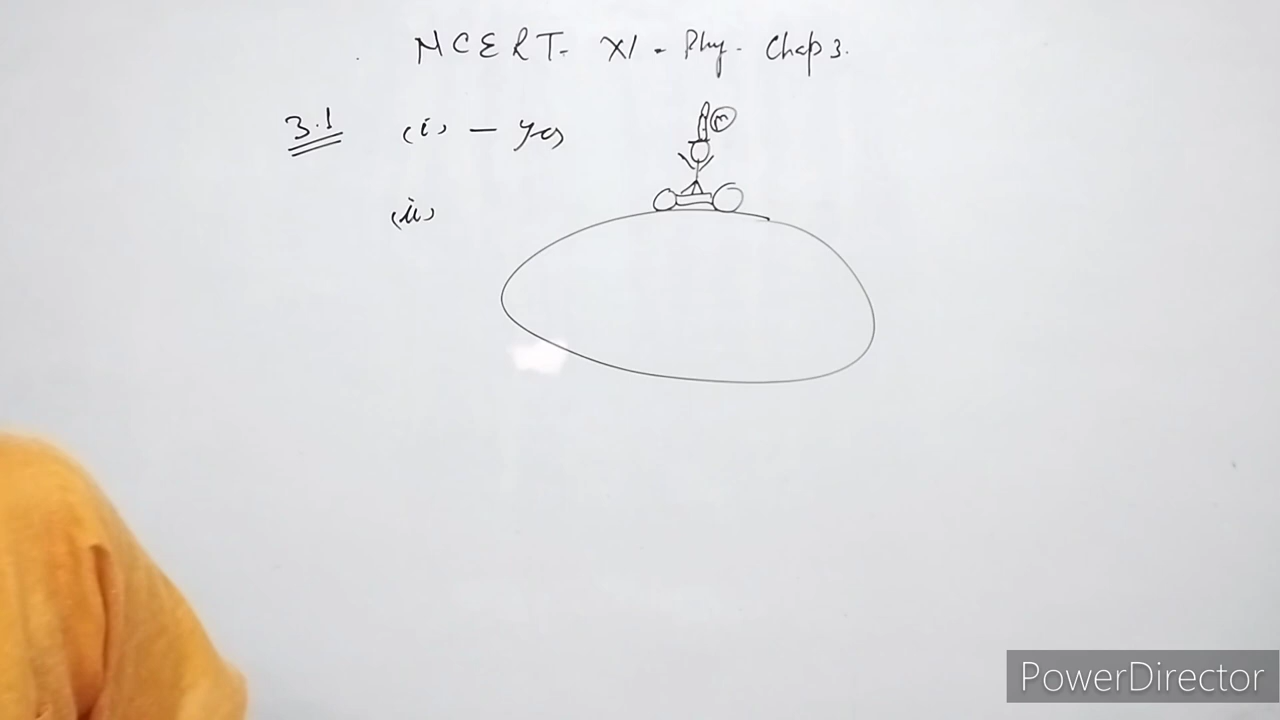 NCERT - XI - Phy - Chap 3.
3.1 (i) - yes
(m)
(ii)
PowerDirector